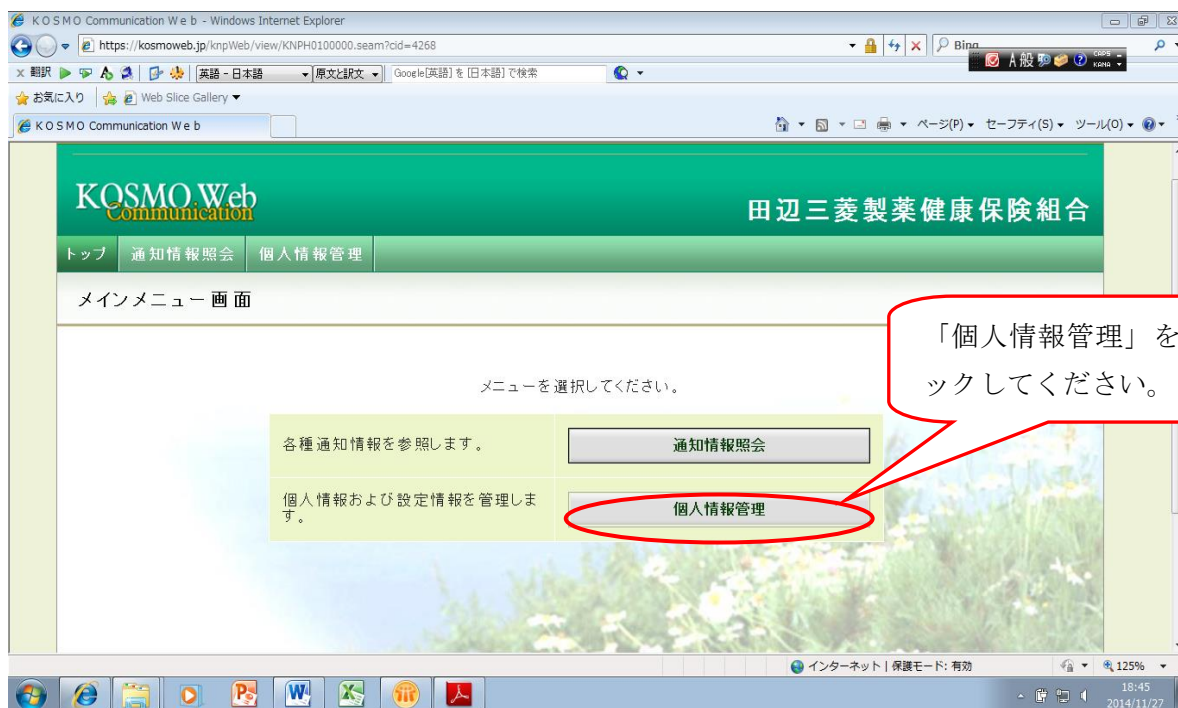 KOSMO Communication Web - Windows Internet Explorer
https://kosmoweb.jp/knpWeb/view/KNPH0100000.seam?cid=4268
Bing
A 般
CAPS
KANA
× 翻訳
英語 - 日本語
原文と訳文
Google[英語]を[日本語]で検索
お気に入り
Web Slice Gallery
KOSMO Communication Web
ページ(P)
セーフティ(S)
ツール(O)
KOSMO Web
Communication
田辺三菱製薬健康保険組合
トップ
通知情報照会
個人情報管理
メインメニュー画面
「個人情報管理」を
ックしてください。
メニューを選択してください。
各種通知情報を参照します。
通知情報照会
個人情報および設定情報を管理しま
す。
個人情報管理
インターネット | 保護モード: 有効
125%
18:45
2014/11/27